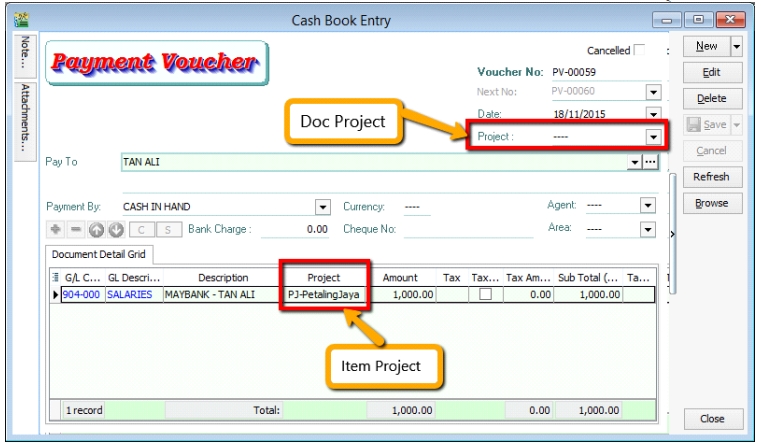 Cash Book Entry
Note...
Attachments...
Payment Voucher
Cancelled
Voucher No: PV-00059
Next No: PV-00060
Date: 18/11/2015
Project : ----
Doc Project
Pay To TAN ALI
Payment By: CASH IN HAND Currency: ---- Agent: ----
C S Bank Charge : 0.00 Cheque No: Area: ----
Document Detail Grid
G/L C... GL Descri... Description Project Amount Tax Tax... Tax Am... Sub Total (... Ta...
904-000 SALARIES MAYBANK - TAN ALI PJ-PetalingJaya 1,000.00 0.00 1,000.00
Item Project
1 record Total: 1,000.00 0.00 1,000.00
New
Edit
Delete
Save
Cancel
Refresh
Browse
Close